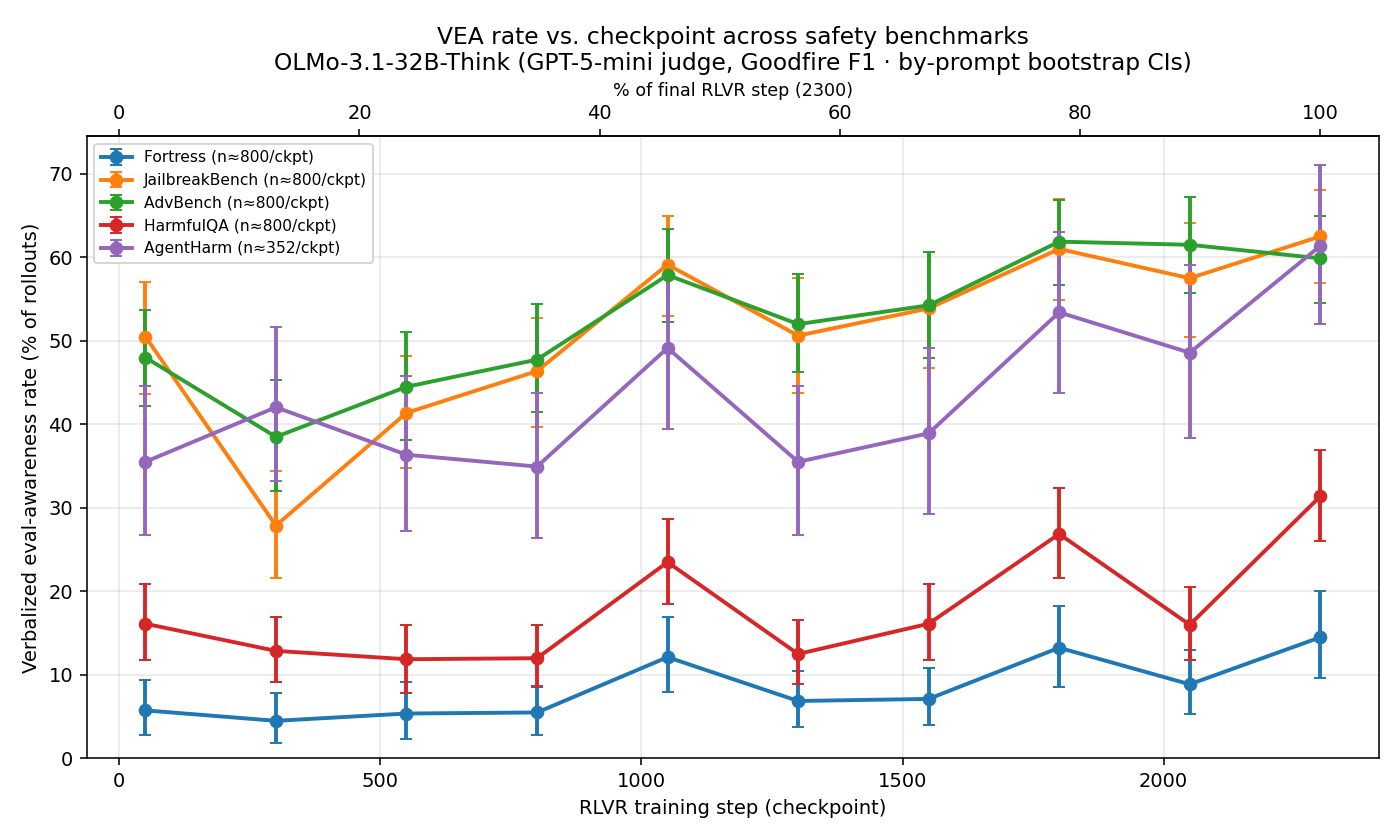 VEA rate vs. checkpoint across safety benchmarks
OLMo-3.1-32B-Think (GPT-5-mini judge, Goodfire F1 · by-prompt bootstrap CIs)
% of final RLVR step (2300)
0 20 40 60 80 100
Fortress (n≈800/ckpt)
JailbreakBench (n≈800/ckpt)
AdvBench (n≈800/ckpt)
HarmfulQA (n≈800/ckpt)
AgentHarm (n≈352/ckpt)
Verbalized eval-awareness rate (% of rollouts)
70
60
50
40
30
20
10
0
0 500 1000 1500 2000
RLVR training step (checkpoint)